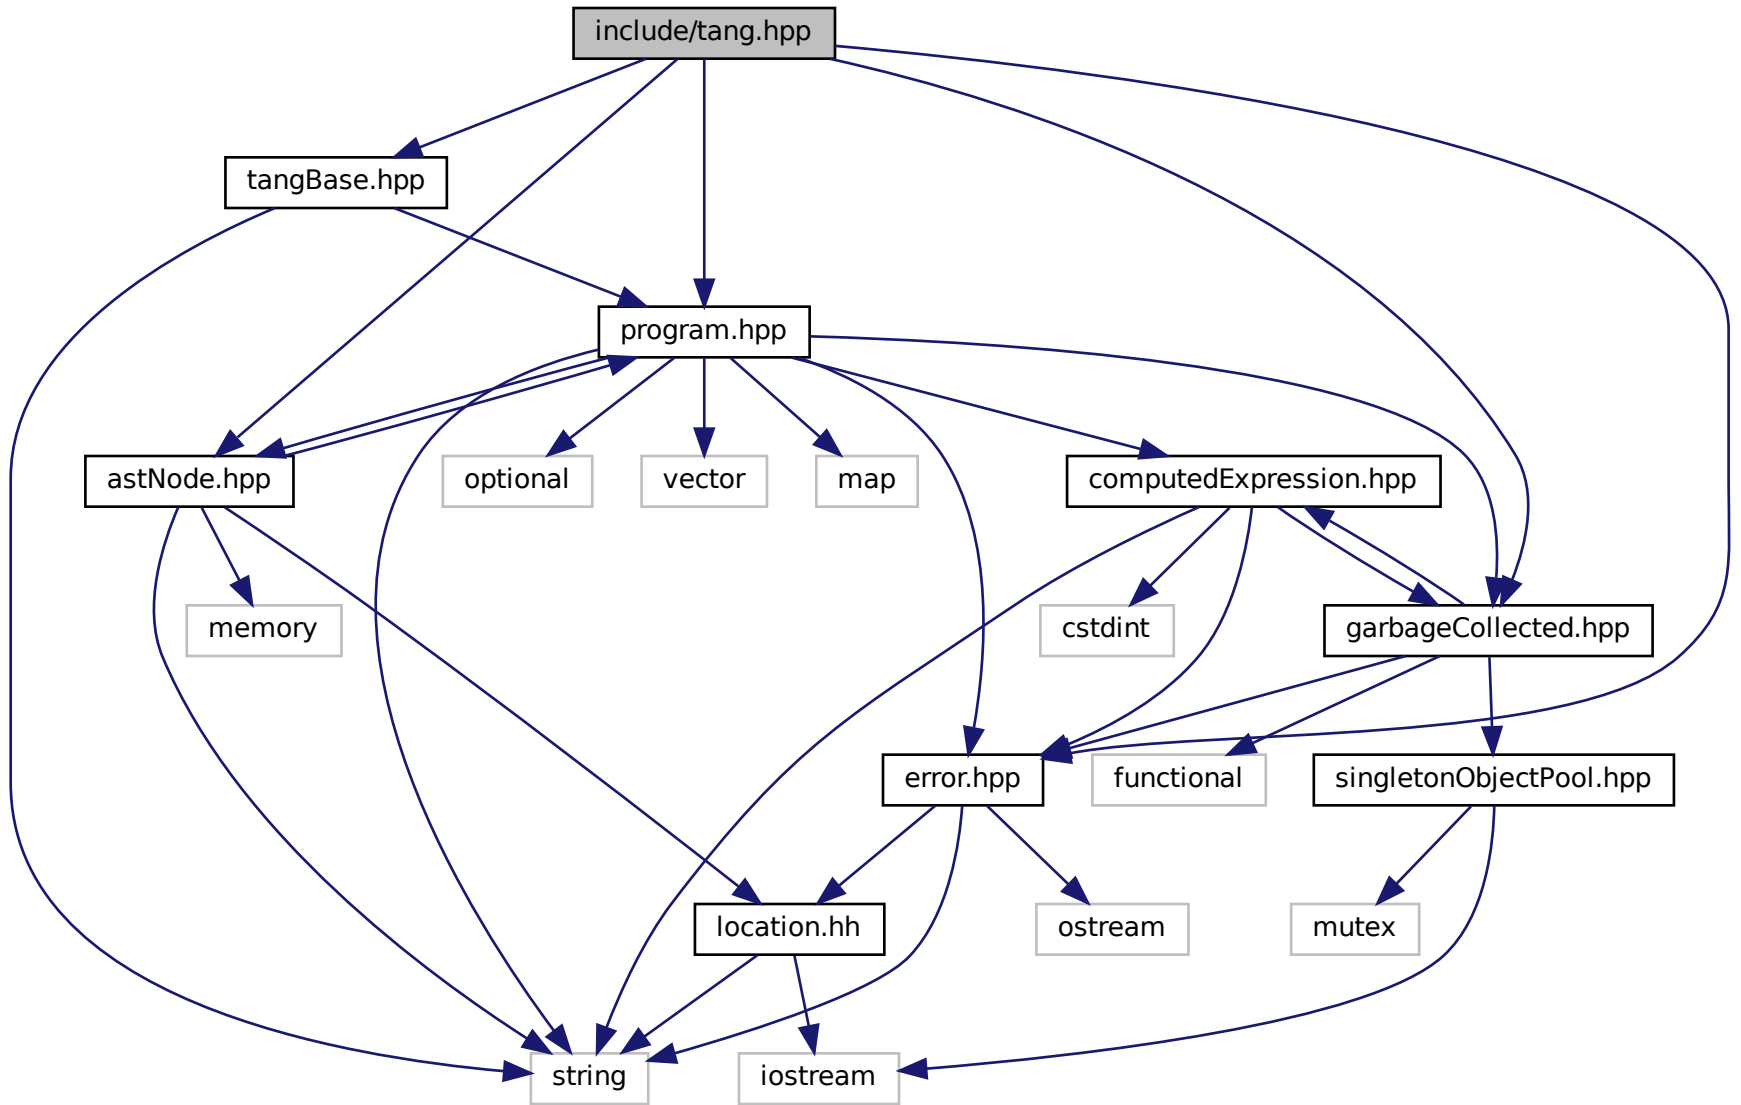 include/tang.hpp
tangBase.hpp
program.hpp
astNode.hpp
optional
vector
map
computedExpression.hpp
memory
cstdint
garbageCollected.hpp
error.hpp
functional
singletonObjectPool.hpp
location.hh
ostream
mutex
string
iostream